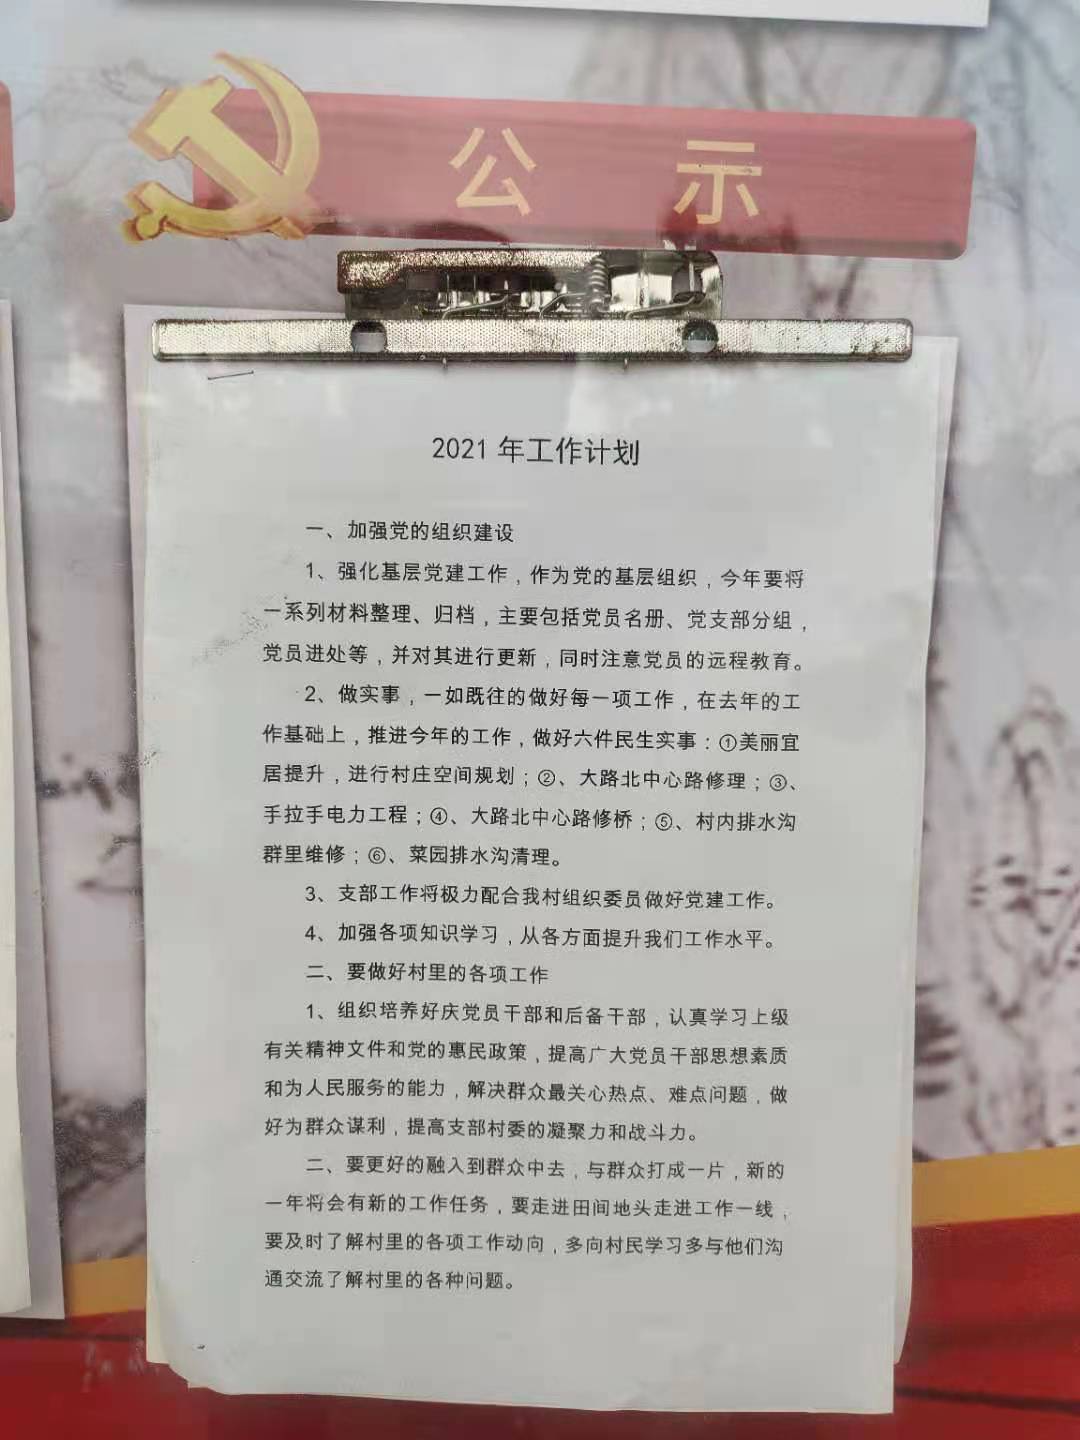 公示
2021年工作计划
一、加强党的组织建设
1、强化基层党建工作，作为党的基层组织，今年要将
一系列材料整理、归档，主要包括党员名册、党支部分组，
党员进处等，并对其进行更新，同时注意党员的远程教育。
2、做实事，一如既往的做好每一项工作，在去年的工
作基础上，推进今年的工作，做好六件民生实事：①美丽宜
居提升，进行村庄空间规划；②、大路北中心路修理；③、
手拉手电力工程；④、大路北中心路修桥；⑤、村内排水沟
群里维修；⑥、菜园排水沟清理。
3、支部工作将极力配合我村组织委员做好党建工作。
4、加强各项知识学习，从各方面提升我们工作水平。
二、要做好村里的各项工作
1、组织培养好庆党员干部和后备干部，认真学习上级
有关精神文件和党的惠民政策，提高广大党员干部思想素质
和为人民服务的能力，解决群众最关心热点、难点问题，做
好为群众谋利，提高支部村委的凝聚力和战斗力。
二、要更好的融入到群众中去，与群众打成一片，新的
一年将会有新的工作任务，要走进田间地头走进工作一线，
要及时了解村里的各项工作动向，多向村民学习多与他们沟
通交流了解村里的各种问题。